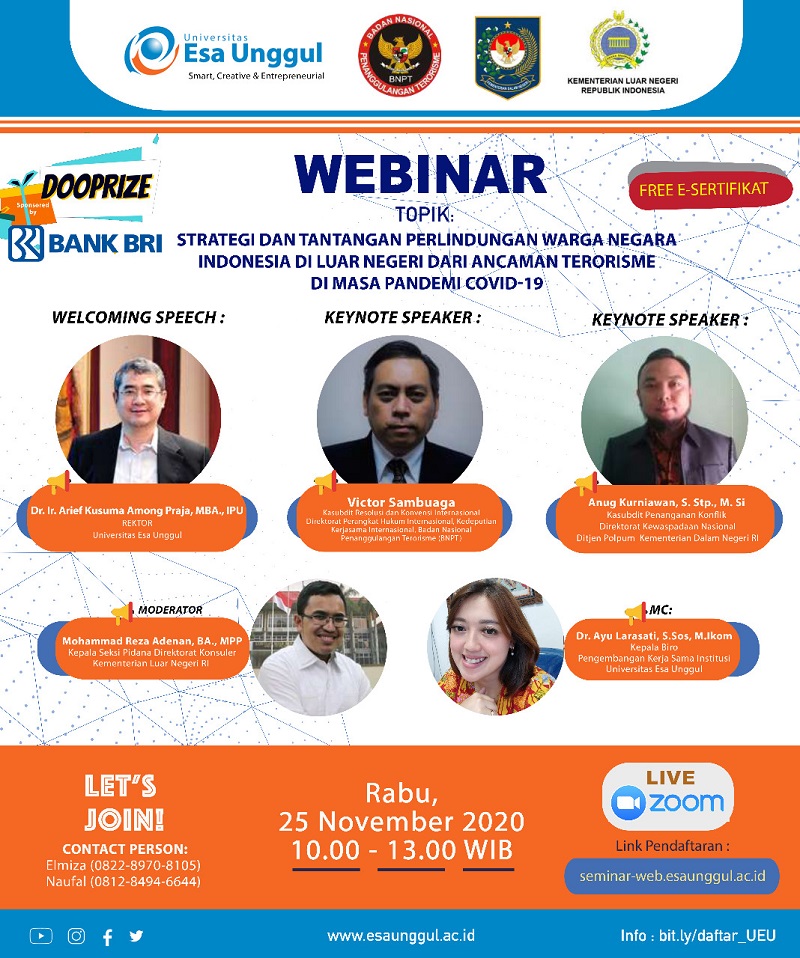 Universitas
Esa Unggul
Smart, Creative & Entrepreneurial
BADAN NASIONAL
PENANGGULANGAN TERORISME
BNPT
KEMENTERIAN DALAM NEGERI
KEMENTERIAN LUAR NEGERI
REPUBLIK INDONESIA
DOOPRIZE
Sponsored
by
BANK BRI
WEBINAR
FREE E-SERTIFIKAT
TOPIK:
STRATEGI DAN TANTANGAN PERLINDUNGAN WARGA NEGARA
INDONESIA DI LUAR NEGERI DARI ANCAMAN TERORISME
DI MASA PANDEMI COVID-19
WELCOMING SPEECH :
Dr. Ir. Arief Kusuma Among Praja, MBA., IPU
REKTOR
Universitas Esa Unggul
KEYNOTE SPEAKER :
Victor Sambuaga
Kasubdit Resolusi dan Konvensi Internasional
Direktorat Perangkat Hukum Internasional, Kedeputian
Kerjasama Internasional, Badan Nasional
Penanggulangan Terorisme (BNPT)
KEYNOTE SPEAKER :
Anug Kurniawan, S. Stp., M. Si
Kasubdit Penanganan Konflik
Direktorat Kewaspadaan Nasional
Ditjen Polpum Kementerian Dalam Negeri RI
MODERATOR
Mohammad Reza Adenan, BA., MPP
Kepala Seksi Pidana Direktorat Konsuler
Kementerian Luar Negeri RI
MC:
Dr. Ayu Larasati, S.Sos, M.Ikom
Kepala Biro
Pengembangan Kerja Sama Institusi
Universitas Esa Unggul
LET'S
JOIN!
CONTACT PERSON:
Elmiza (0822-8970-8105)
Naufal (0812-8494-6644)
Rabu,
25 November 2020
10.00 - 13.00 WIB
LIVE
zoom
Link Pendaftaran :
seminar-web.esaunggul.ac.id
www.esaunggul.ac.id
Info : bit.ly/daftar_UEU